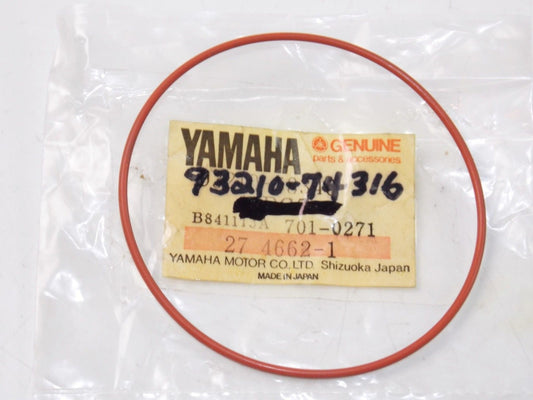 YAMAHA
GENUINE
parts & accessories
93210-74316
701-0271
27 4662-1
YAMAHA MOTOR CO.,LTD. Shizuoka Japan
MADE IN JAPAN